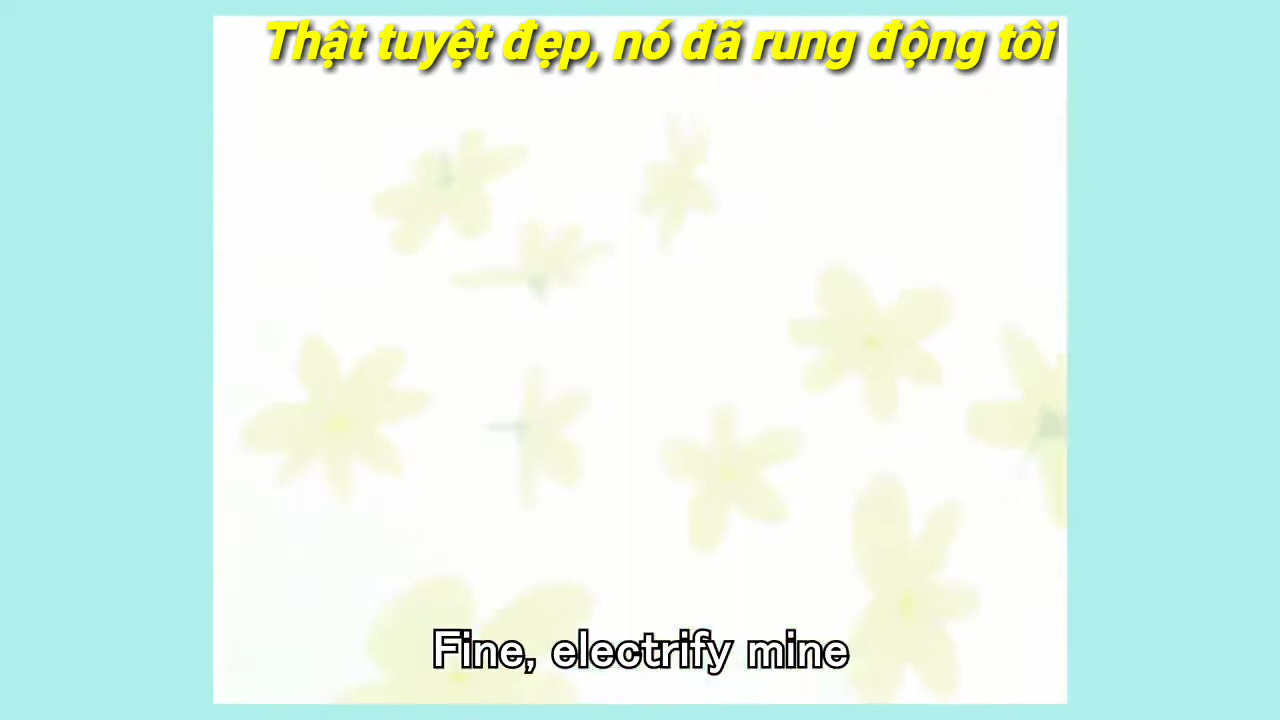 Thật tuyệt đẹp, nó đã rung động tôi
Fine, electrify mine